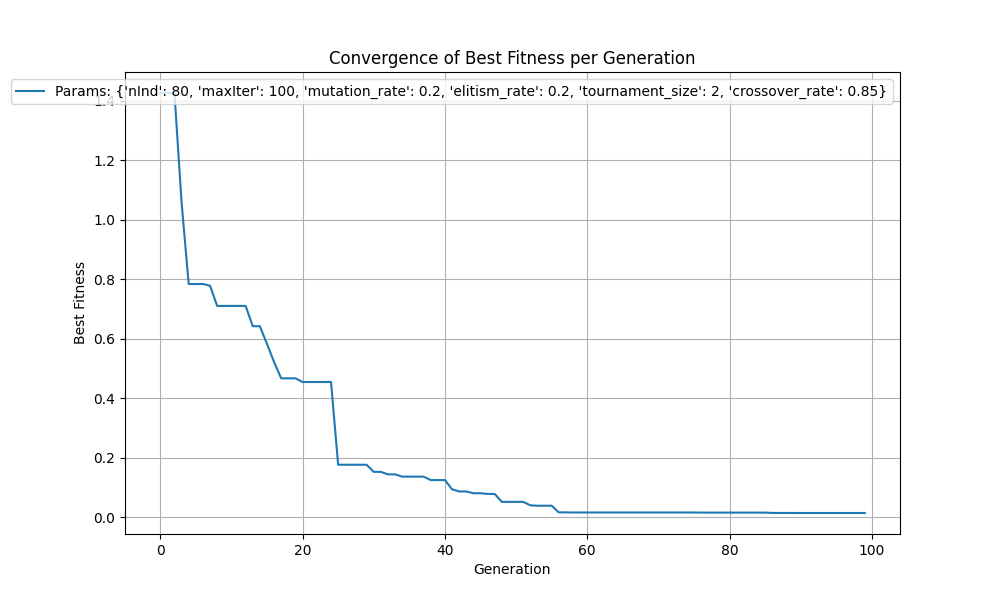 Convergence of Best Fitness per Generation
Params: {'nInd': 80, 'maxIter': 100, 'mutation_rate': 0.2, 'elitism_rate': 0.2, 'tournament_size': 2, 'crossover_rate': 0.85}
1.4
1.2
1.0
0.8
0.6
0.4
0.2
0.0
Best Fitness
0 20 40 60 80 100
Generation